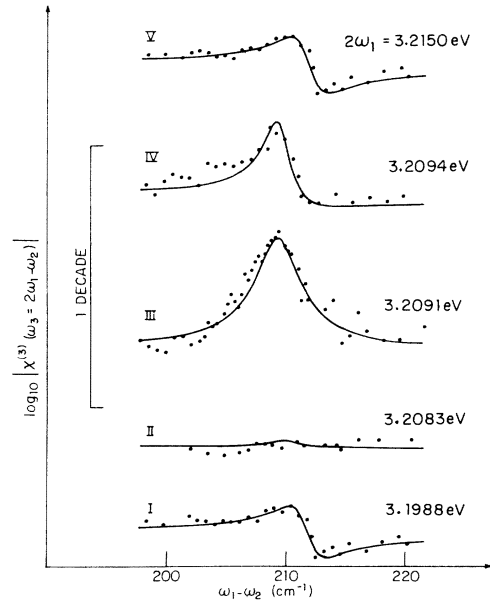 V
2ω₁ = 3.2150 eV
IV
3.2094 eV
1 DECADE
log₁₀ |χ⁽³⁾ (ω₃ = 2ω₁-ω₂)|
III
3.2091 eV
II
3.2083 eV
I
3.1988 eV
200
210
220
ω₁-ω₂ (cm⁻¹)